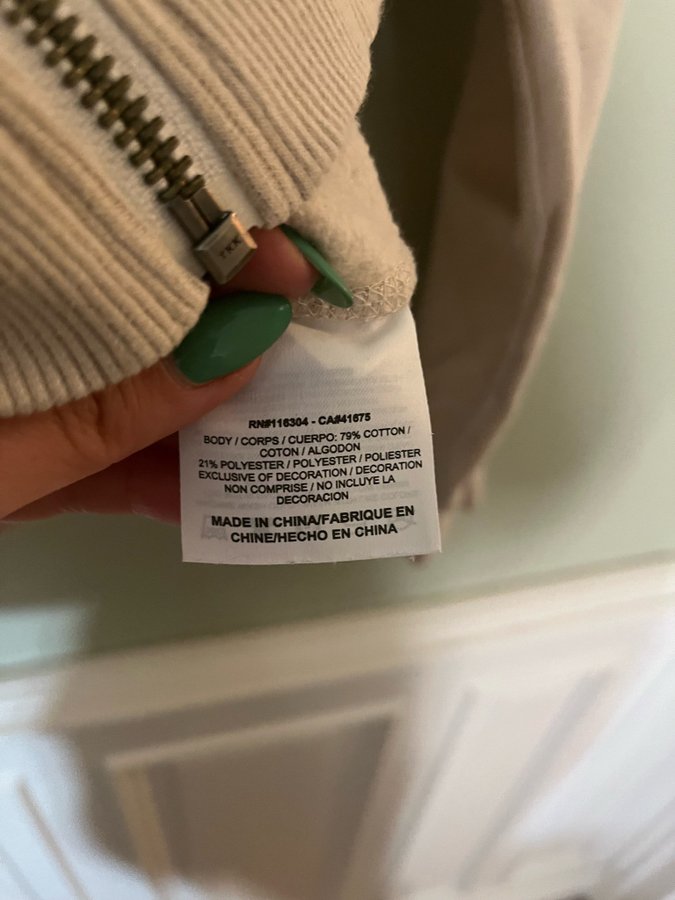 YKK
RN#116304 - CA#41675
BODY / CORPS / CUERPO: 79% COTTON /
COTON / ALGODON
21% POLYESTER / POLYESTER / POLIESTER
EXCLUSIVE OF DECORATION / DECORATION
NON COMPRISE / NO INCLUYE LA
DECORACION
MADE IN CHINA/FABRIQUE EN
CHINE/HECHO EN CHINA